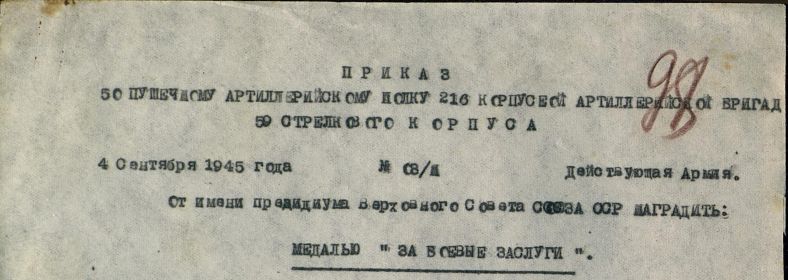 98
ПРИКАЗ
50 ПУШЕЧНОМУ АРТИЛЛЕРИЙСКОМУ ПОЛКУ 216 КОРПУСНОЙ АРТИЛЛЕРИЙСКОЙ БРИГАД
59 СТРЕЛКОВОГО КОРПУСА
4 Сентября 1945 года № 08/Н Действующая Армия.
От имени президиума Верховного Совета СОЮЗА ССР НАГРАДИТЬ:
МЕДАЛЬЮ " ЗА БОЕВЫЕ ЗАСЛУГИ ".